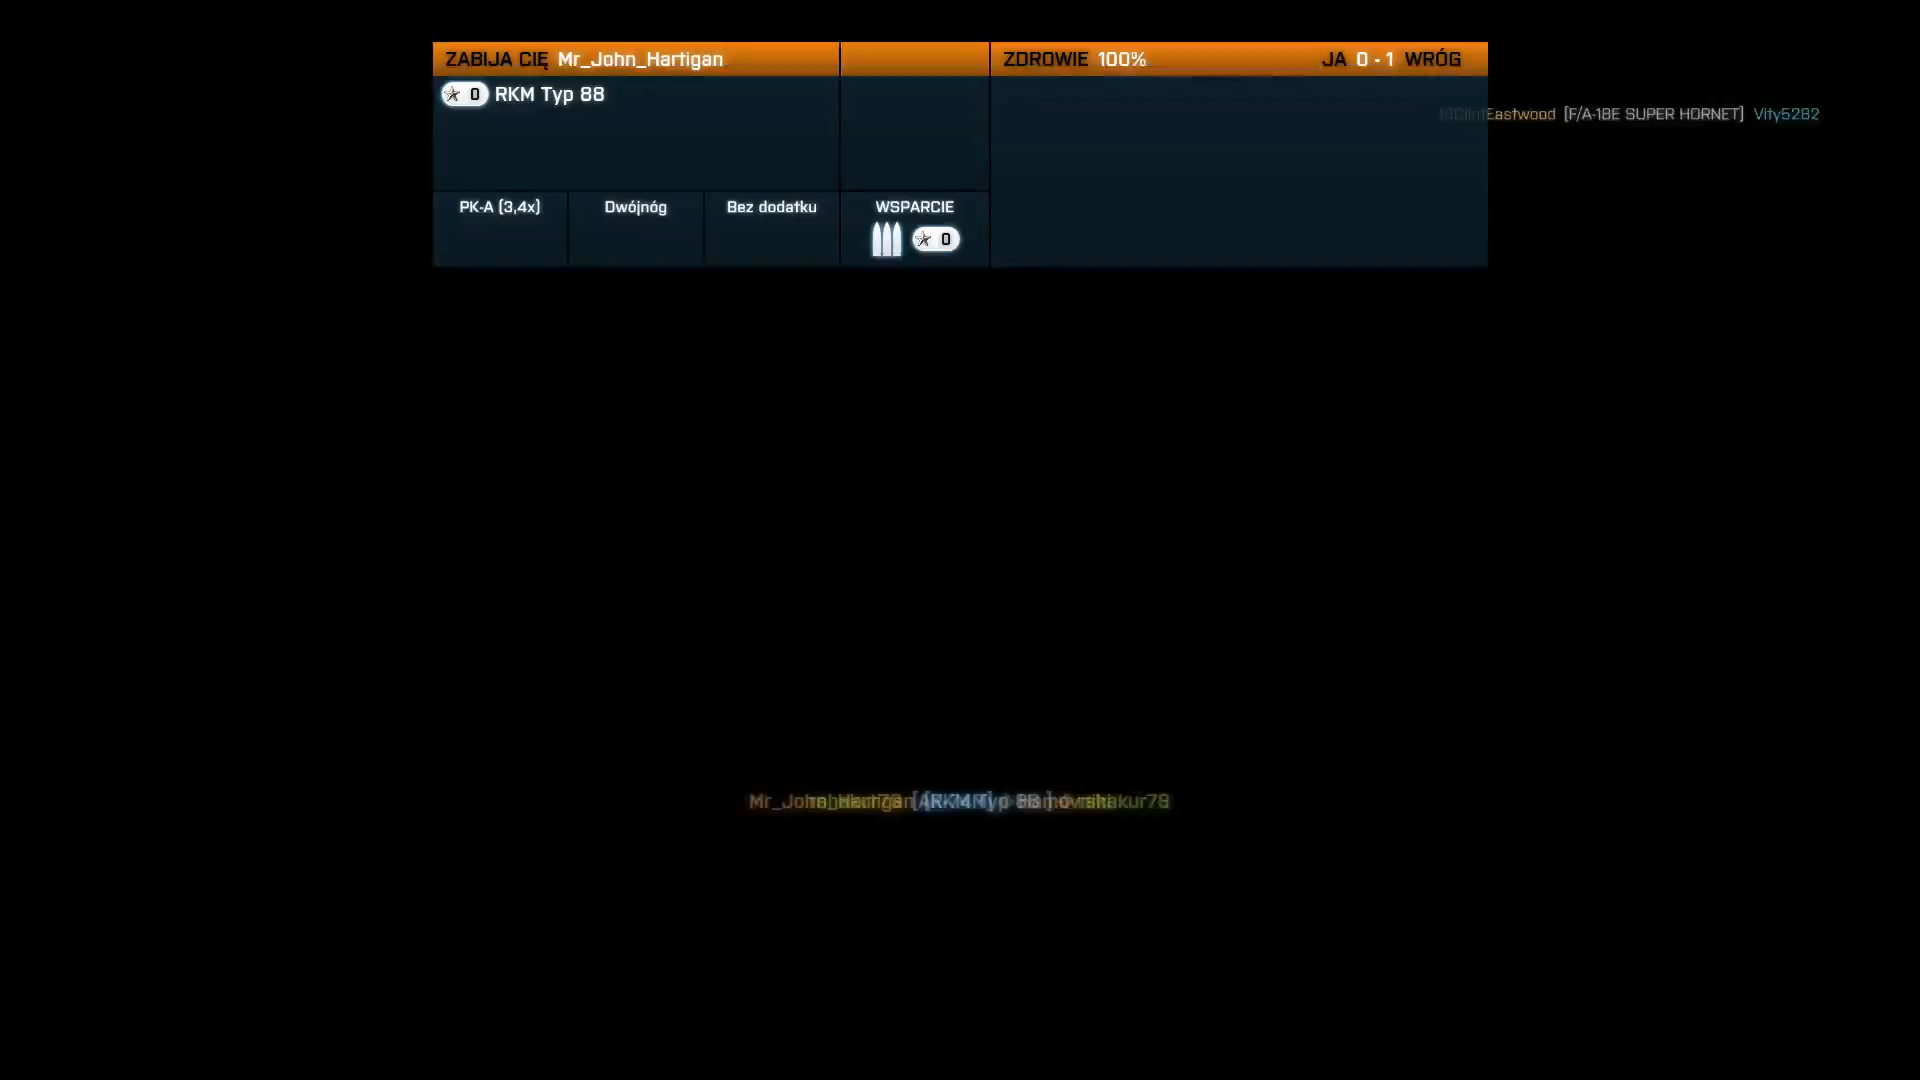 ZABIJA CIĘ Mr_John_Hartigan ZDROWIE 100% JA 0 - 1 WRÓG
0 RKM Typ 88
Eastwood [F/A-18E SUPER HORNET] Vity5282
PK-A (3,4x) Dwójnóg Bez dodatku WSPARCIE
0